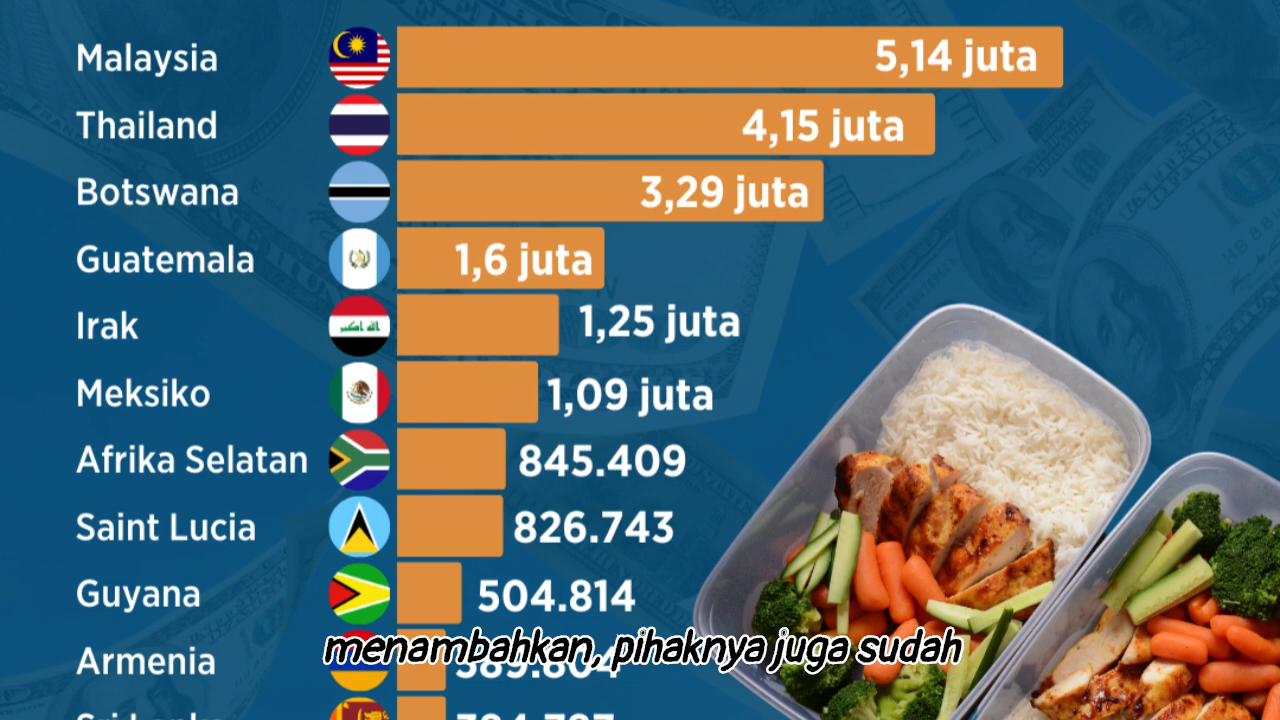 Malaysia 5,14 juta
Thailand 4,15 juta
Botswana 3,29 juta
Guatemala 1,6 juta
Irak 1,25 juta
Meksiko 1,09 juta
Afrika Selatan 845.409
Saint Lucia 826.743
Guyana 504.814
menambahkan, pihaknya juga sudah
Armenia